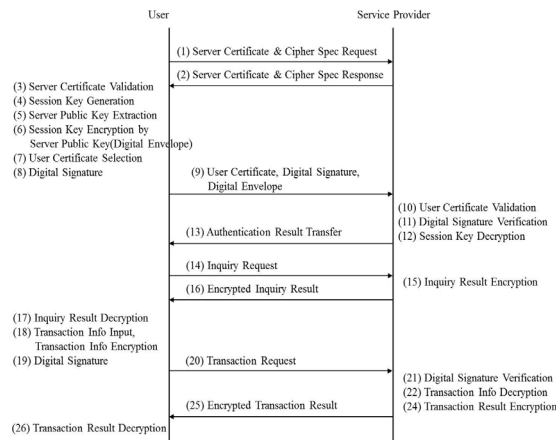 User
Service Provider
(1) Server Certificate & Cipher Spec Request
(2) Server Certificate & Cipher Spec Response
(3) Server Certificate Validation
(4) Session Key Generation
(5) Server Public Key Extraction
(6) Session Key Encryption by
Server Public Key(Digital Envelope)
(7) User Certificate Selection
(8) Digital Signature
(9) User Certificate, Digital Signature,
Digital Envelope
(10) User Certificate Validation
(11) Digital Signature Verification
(12) Session Key Decryption
(13) Authentication Result Transfer
(14) Inquiry Request
(15) Inquiry Result Encryption
(16) Encrypted Inquiry Result
(17) Inquiry Result Decryption
(18) Transaction Info Input,
Transaction Info Encryption
(19) Digital Signature
(20) Transaction Request
(21) Digital Signature Verification
(22) Transaction Info Decryption
(24) Transaction Result Encryption
(25) Encrypted Transaction Result
(26) Transaction Result Decryption